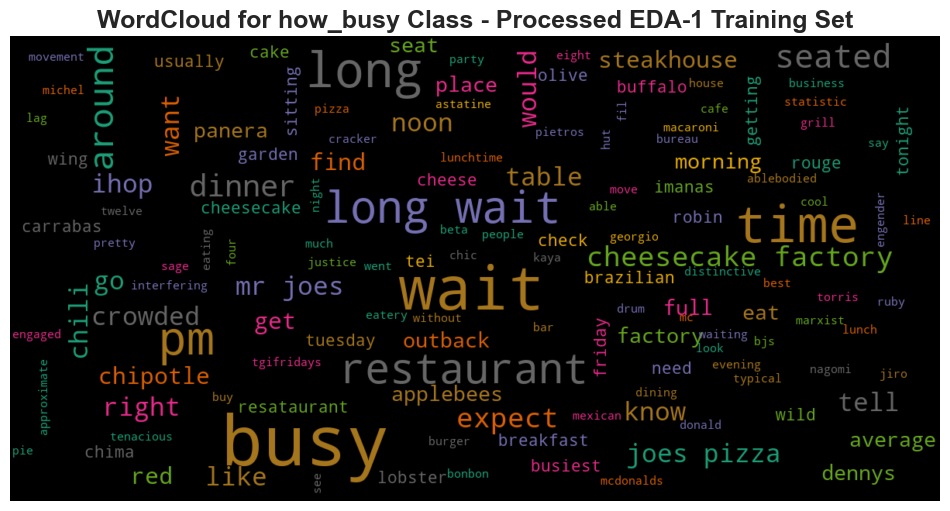 WordCloud for how_busy Class - Processed EDA-1 Training Set
movement
usually
cake
seat
party
eight
steakhouse
seated
around
long
would
michel
want
sitting
place
olive
buffalo
house
getting
business
lag
panera
pizza
noon
astatine
pietros
fil
macaroni
cafe
statistic
grill
tonight
wing
garden
cracker
find
lunchtime
hut
bureau
morning
rouge
say
ihop
dinner
night
cheese
table
move
imanas
ablebodied
carrabas
twelve
cheesecake
long wait
able
robin
cool
time
engender
line
pretty
eating
four
much
beta
people
check
georgio
cheesecake factory
sage
justice
went
tei
chic
kaya
brazilian
distinctive
best
go
interfering
mr joes
wait
drum
full
torris
ruby
chili
crowded
get
eatery
without
mc
eat
marxist
engaged
pm
tuesday
outback
bar
friday
factory
waiting
look
bjs
lunch
tgifridays
restaurant
evening
approximate
chipotle
applebees
need
dining
typical
nagomi
jiro
right
buy
resataurant
expect
mexican
know
donald
wild
tell
tenacious
busy
burger
breakfast
average
pie
chima
joes pizza
red
like
see
lobster
bonbon
busiest
mcdonalds
dennys